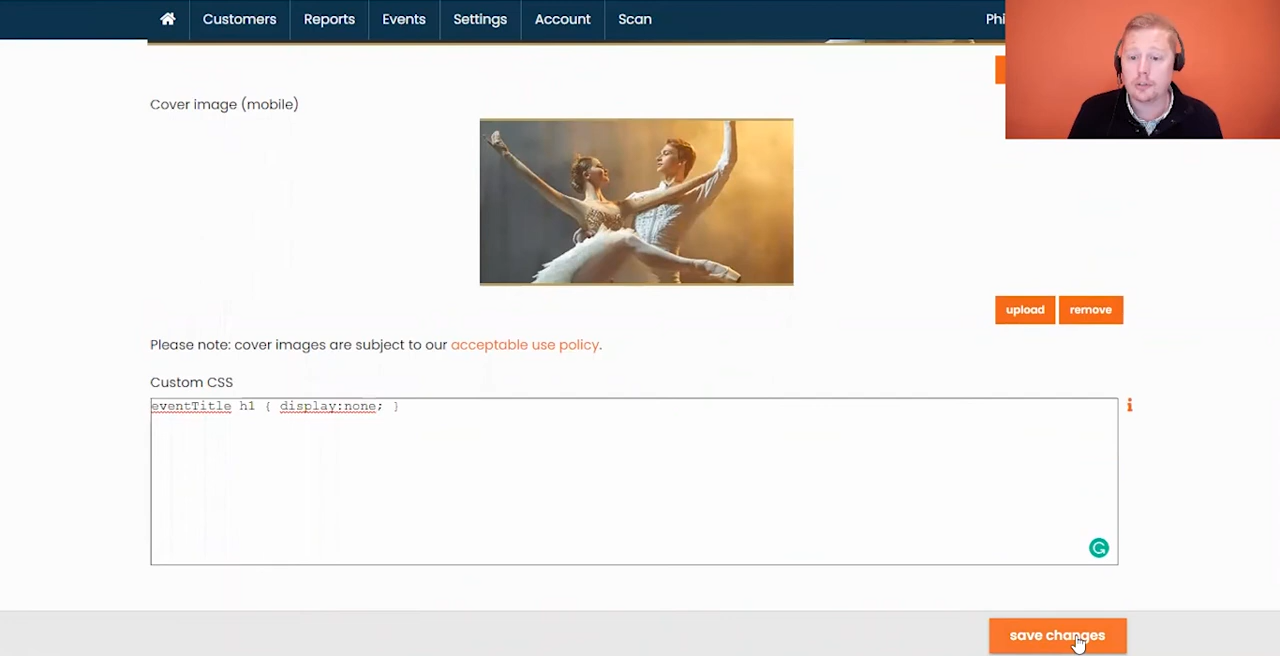 Customers Reports Events Settings Account Scan Phi
Cover image (mobile)
upload remove
Please note: cover images are subject to our acceptable use policy.
Custom CSS
eventTitle h1 { display:none; }
save changes